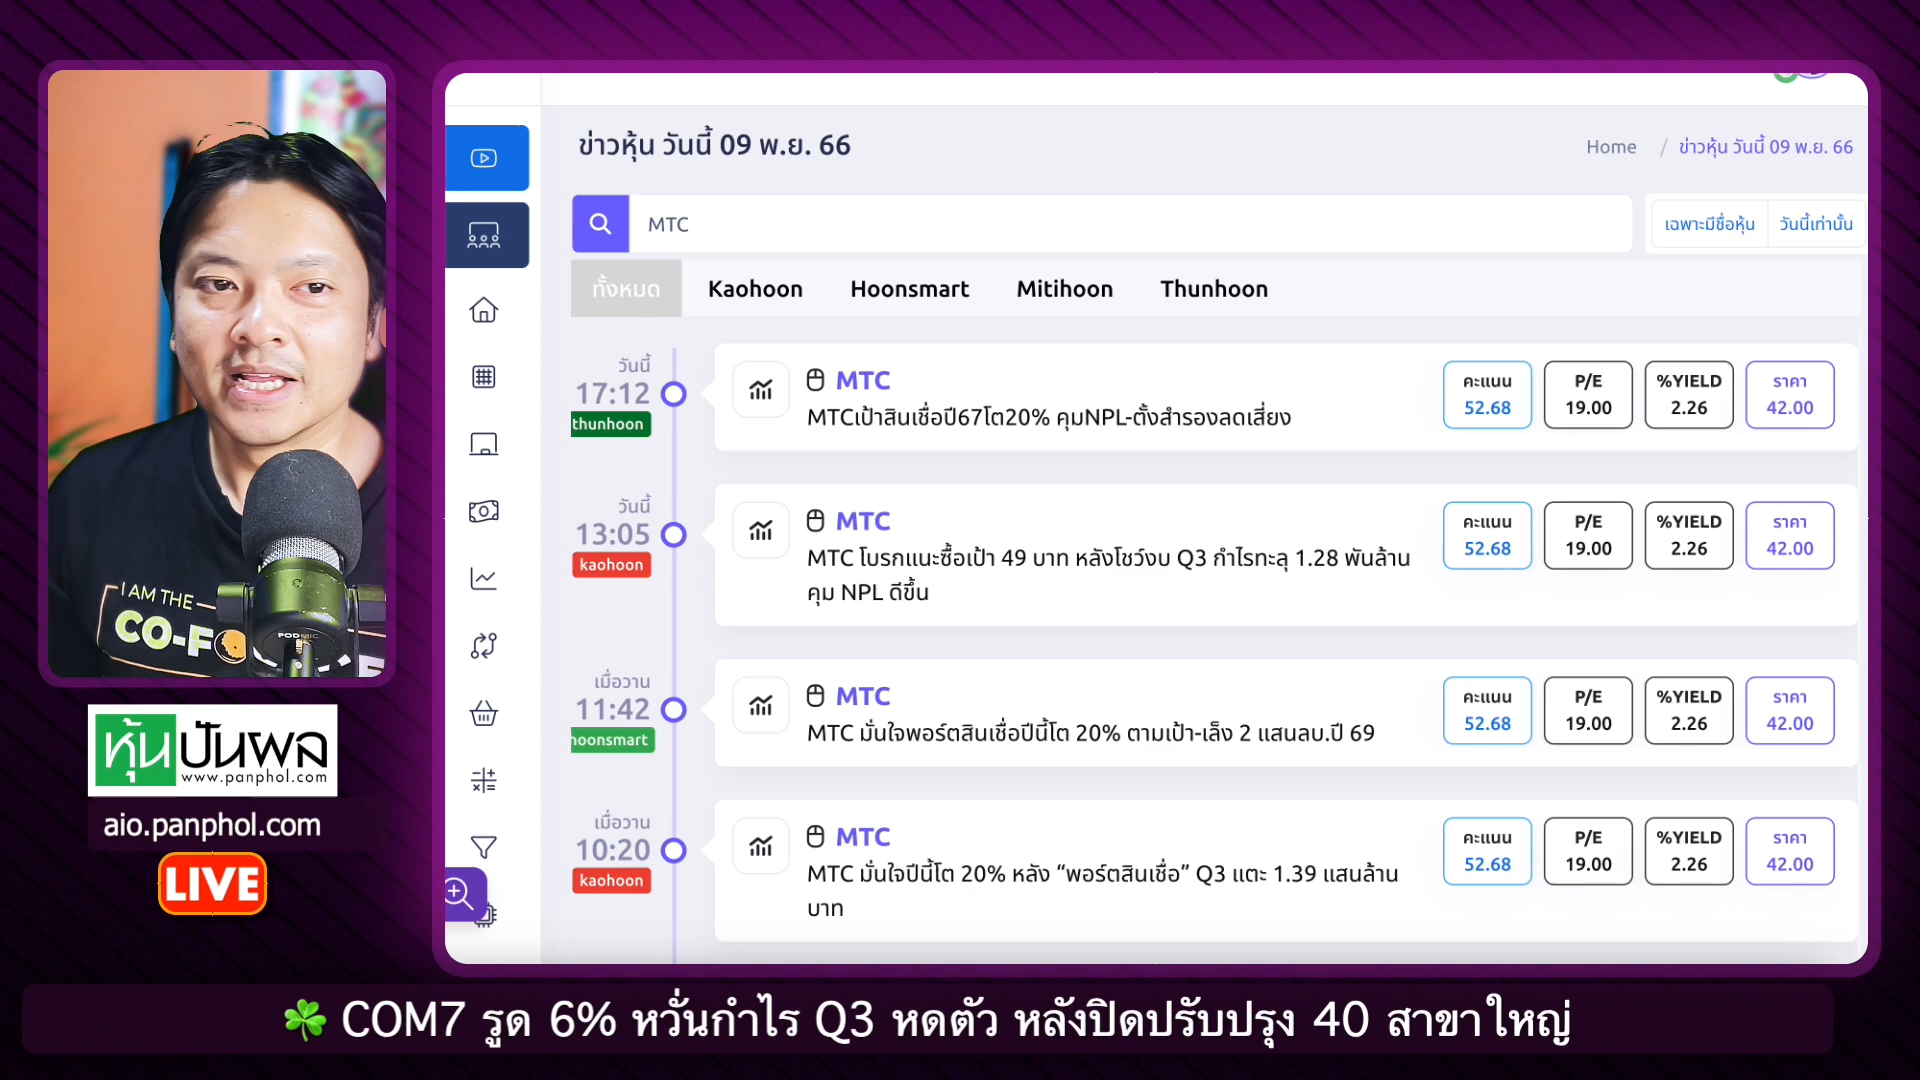 ข่าวหุ้น วันนี้ 09 พ.ย. 66
Home / ข่าวหุ้น วันนี้ 09 พ.ย. 66
MTC
เฉพาะมีชื่อหุ้น วันนี้เท่านั้น
ทั้งหมด Kaohoon Hoonsmart Mitihoon Thunhoon
วันนี้
17:12
thunhoon
MTC
MTCเป้าสินเชื่อปี67โต20% คุมNPL-ตั้งสำรองลดเสี่ยง
คะแนน 52.68
P/E 19.00
%YIELD 2.26
ราคา 42.00
วันนี้
13:05
kaohoon
MTC
MTC โบรกแนะซื้อเป้า 49 บาท หลังโชว์งบ Q3 กำไรทะลุ 1.28 พันล้าน
คุม NPL ดีขึ้น
คะแนน 52.68
P/E 19.00
%YIELD 2.26
ราคา 42.00
เมื่อวาน
11:42
hoonsmart
MTC
MTC มั่นใจพอร์ตสินเชื่อปีนี้โต 20% ตามเป้า-เล็ง 2 แสนลบ.ปี 69
คะแนน 52.68
P/E 19.00
%YIELD 2.26
ราคา 42.00
เมื่อวาน
10:20
kaohoon
MTC
MTC มั่นใจปีนี้โต 20% หลัง “พอร์ตสินเชื่อ” Q3 แตะ 1.39 แสนล้าน
บาท
คะแนน 52.68
P/E 19.00
%YIELD 2.26
ราคา 42.00
I AM THE
CO-FO
PODMIC
หุ้นปันผล
www.panphol.com
aio.panphol.com
LIVE
COM7 รูด 6% หวั่นกำไร Q3 หดตัว หลังปิดปรับปรุง 40 สาขาใหญ่